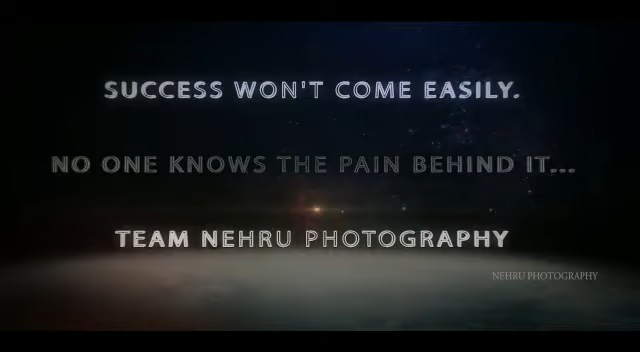 SUCCESS WON'T COME EASILY.
NO ONE KNOWS THE PAIN BEHIND IT...
TEAM NEHRU PHOTOGRAPHY
NEHRU PHOTOGRAPHY